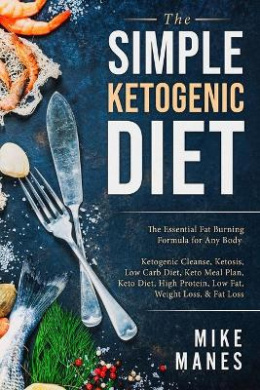 The
SIMPLE
KETOGENIC
DIET
The Essential Fat Burning
Formula for Any Body
Ketogenic Cleanse, Ketosis,
Low Carb Diet, Keto Meal Plan,
Keto Diet, High Protein, Low Fat,
Weight Loss, & Fat Loss
MIKE
MANES